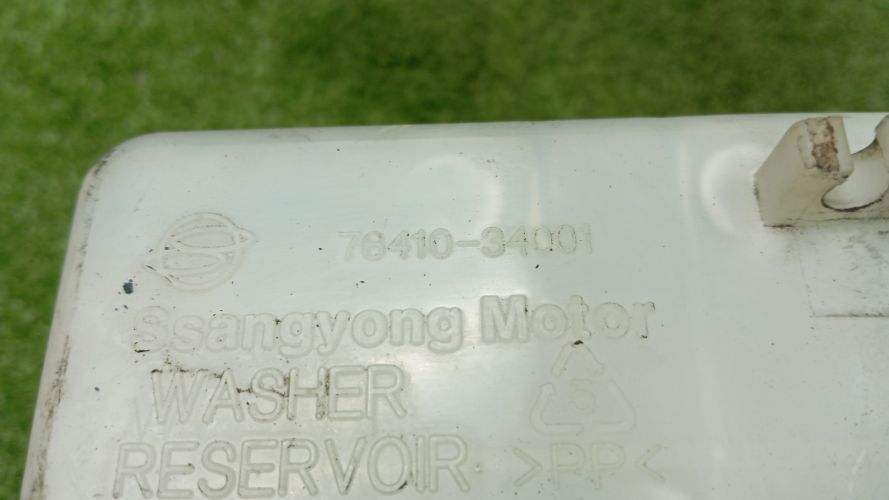 76410-34001
Ssangyong Motor
WASHER
5
RESERVOIR >PP<